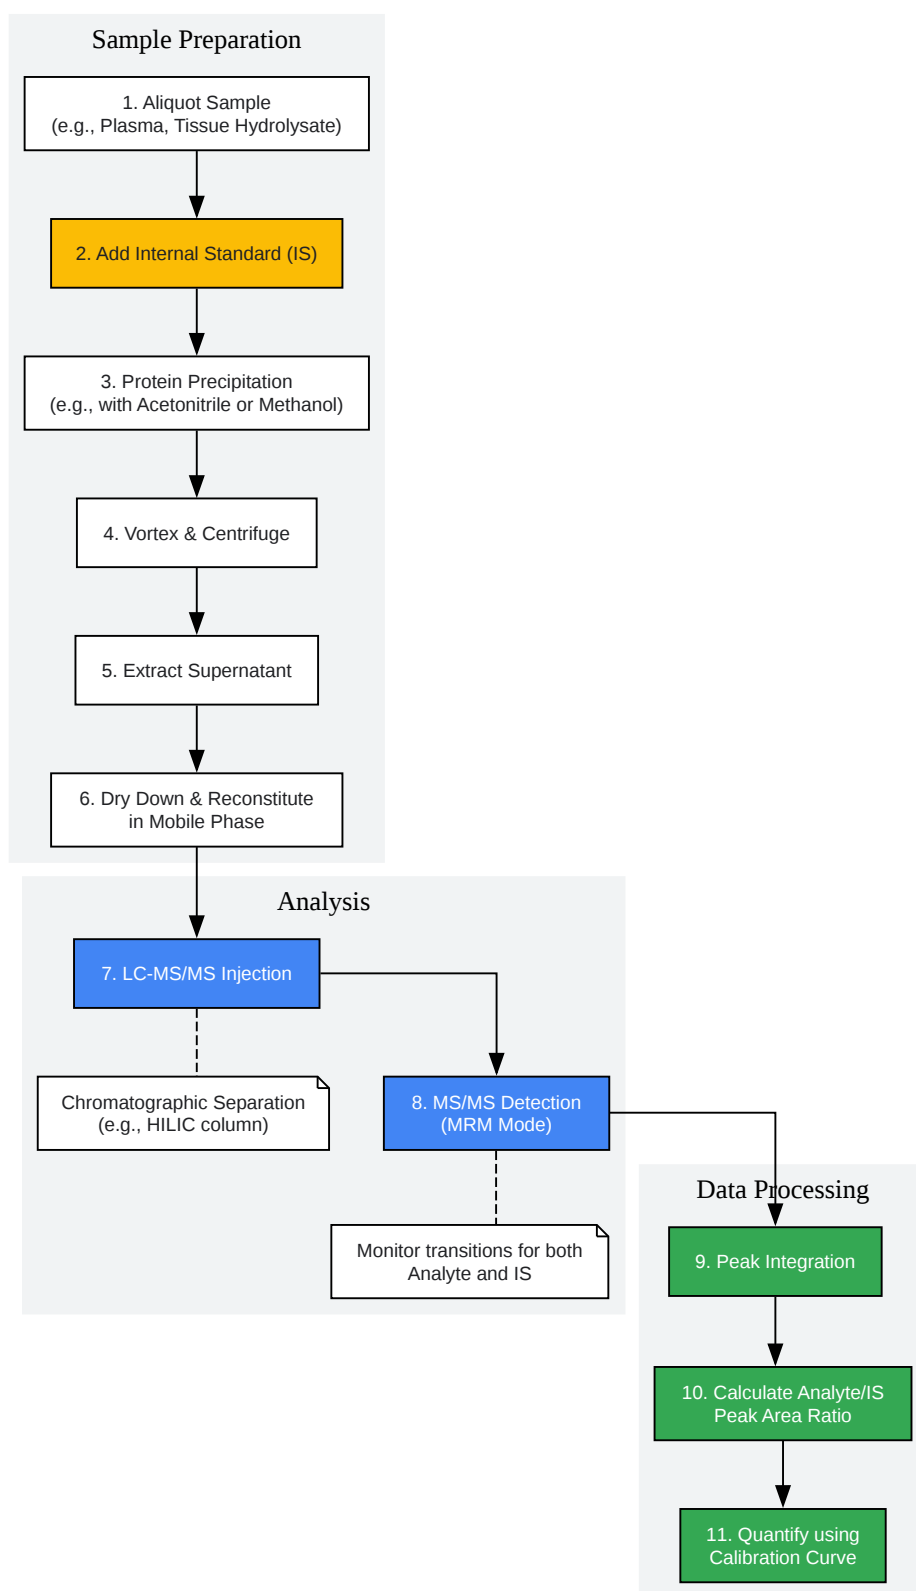 Sample Preparation
1. Aliquot Sample
(e.g., Plasma, Tissue Hydrolysate)
2. Add Internal Standard (IS)
3. Protein Precipitation
(e.g., with Acetonitrile or Methanol)
4. Vortex & Centrifuge
5. Extract Supernatant
6. Dry Down & Reconstitute
in Mobile Phase
Analysis
7. LC-MS/MS Injection
Chromatographic Separation
(e.g., HILIC column)
8. MS/MS Detection
(MRM Mode)
Monitor transitions for both
Analyte and IS
Data Processing
9. Peak Integration
10. Calculate Analyte/IS
Peak Area Ratio
11. Quantify using
Calibration Curve